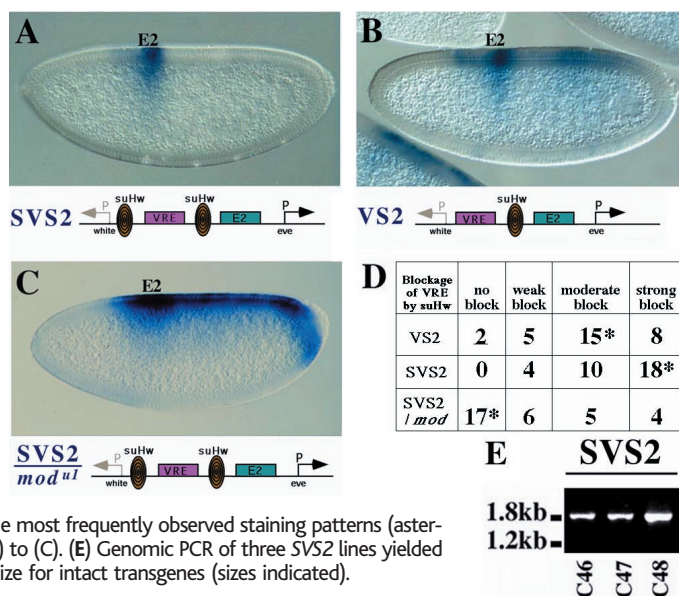 A
E2
B
E2
suHw suHw
P VRE E2 P
white eve
SVS2
suHw
P VRE E2 P
white eve
VS2
C
E2
suHw suHw
P VRE E2 P
white eve
SVS2
mod u1
D
Blockage of VRE by suHw no block weak block moderate block strong block
VS2 2 5 15* 8
SVS2 0 4 10 18*
SVS2 / mod 17* 6 5 4
E SVS2
1.8kb
1.2kb
C46 C47 C48
e most frequently observed staining patterns (aster-
) to (C). (E) Genomic PCR of three SVS2 lines yielded
ize for intact transgenes (sizes indicated).